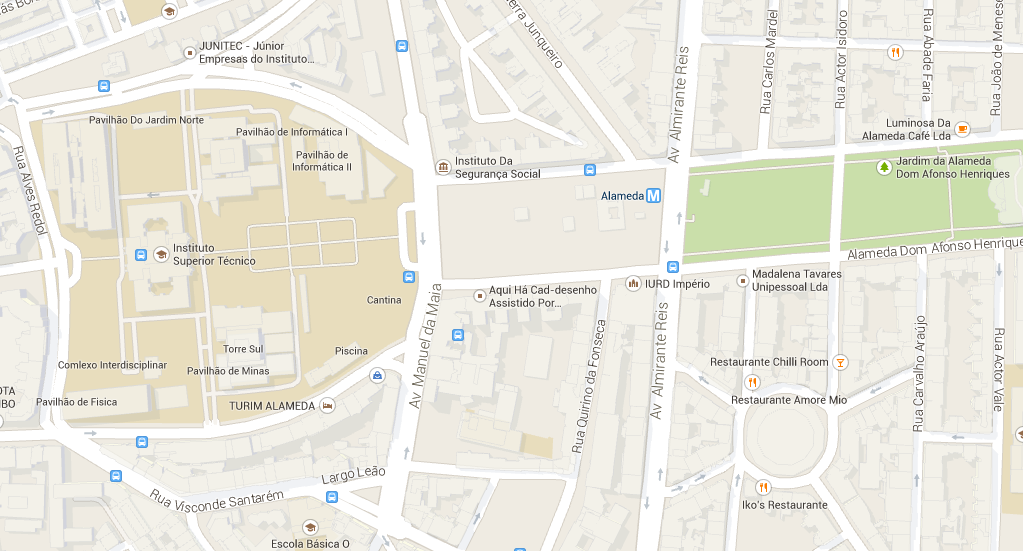 JUNITEC - Júnior
Empresas do Instituto...
erra Junqueiro
Av Almirante Reis
Rua Carlos Mardel
Rua Actor Isidoro
Rua Abade Faria
Rua João de Menese
Pavilhão Do Jardim Norte
Pavilhão de Informática I
Pavilhão de
Informática II
Instituto Da
Segurança Social
Luminosa Da
Alameda Café Lda
Jardim da Alameda
Dom Afonso Henriques
Alameda
M
Rua Alves Redol
Instituto
Superior Técnico
Alameda Dom Afonso Henrique
Cantina
Aqui Há Cad-desenho
Assistido Por...
IURD Império
Madalena Tavares
Unipessoal Lda
Av Manuel da Maia
Rua Quirino da Fonseca
Av Almirante Reis
Rua Carvalho Araújo
Rua Actor Vale
Torre Sul
Piscina
Comlexo Interdisciplinar
Pavilhão de Minas
Restaurante Chilli Room
Restaurante Amore Mio
OTA
BO
Pavilhão de Fisica
TURIM ALAMEDA
Largo Leão
Rua Visconde Santarém
Iko's Restaurante
Escola Básica O